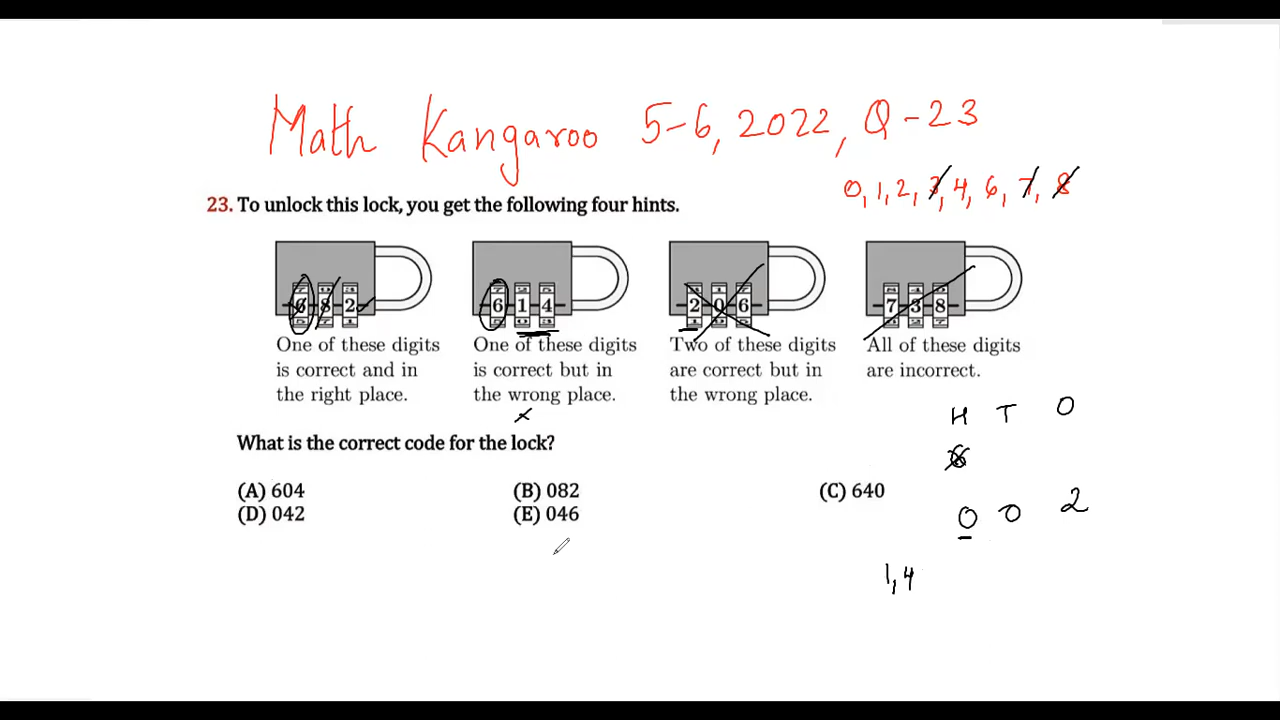 Math Kangaroo 5-6, 2022, Q-23
0, 1, 2, 3, 4, 6, 7, 8
23. To unlock this lock, you get the following four hints.
6 8 2
6 1 4
2 0 6
7 3 8
One of these digits is correct and in the right place.
One of these digits is correct but in the wrong place.
Two of these digits are correct but in the wrong place.
All of these digits are incorrect.
H T O
6
What is the correct code for the lock?
(A) 604 (B) 082 (C) 640
(D) 042 (E) 046
0 0 2
1, 4